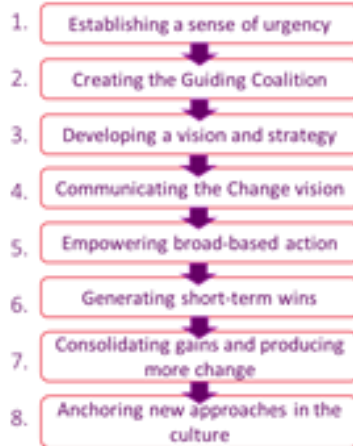 1. Establishing a sense of urgency
2. Creating the Guiding Coalition
3. Developing a vision and strategy
4. Communicating the Change vision
5. Empowering broad-based action
6. Generating short-term wins
7. Consolidating gains and producing
more change
8. Anchoring new approaches in the
culture